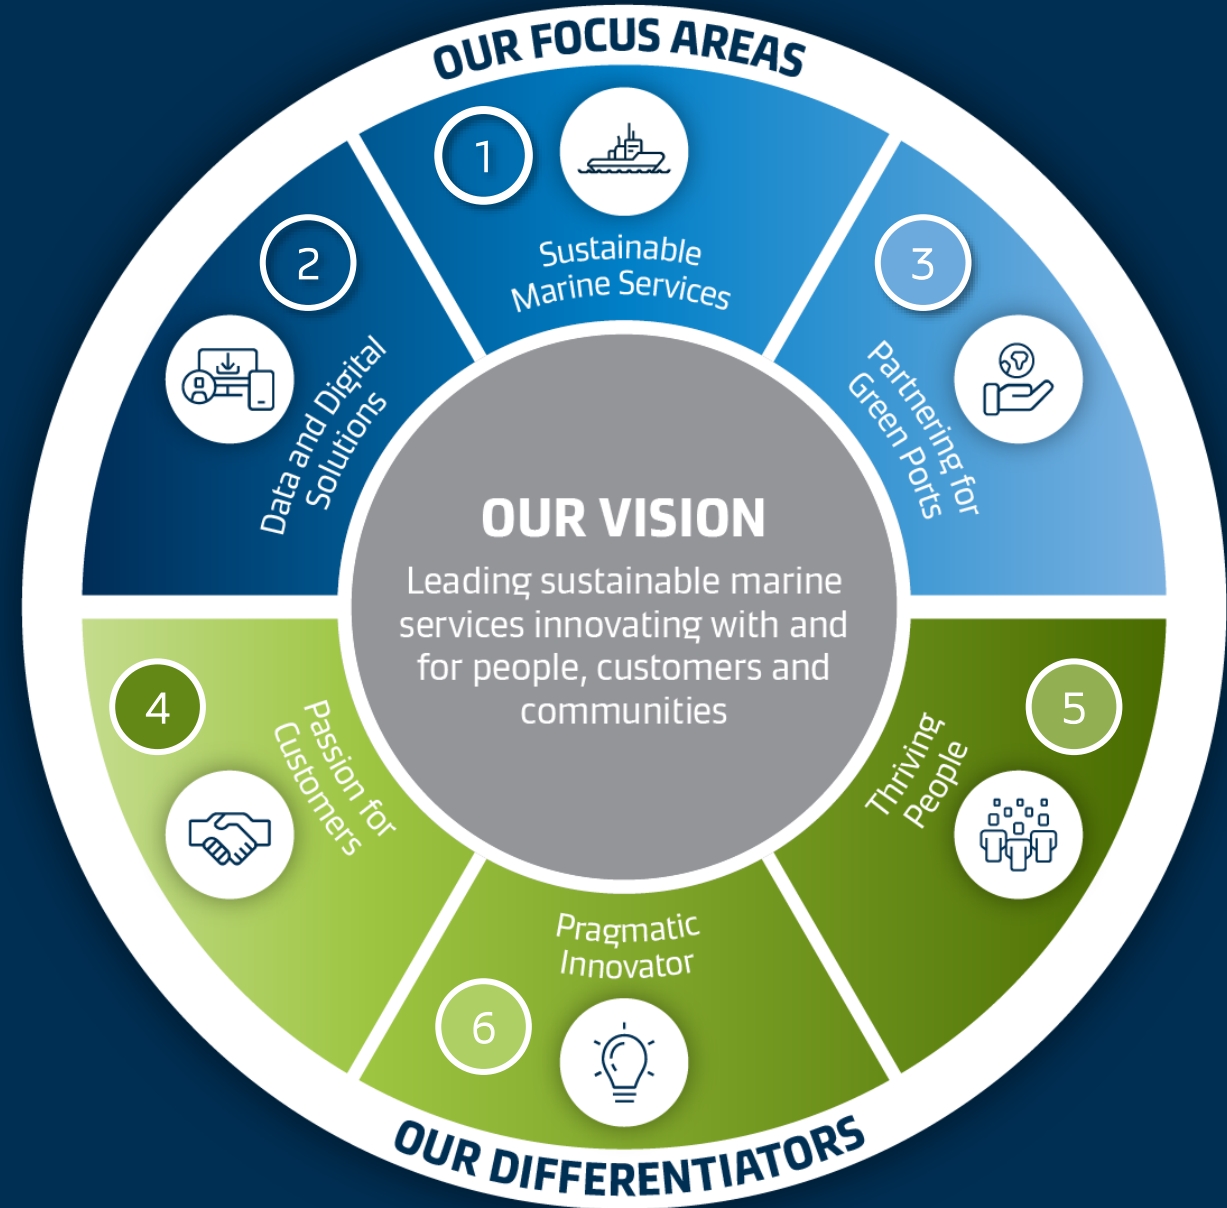 OUR FOCUS AREAS
1
Sustainable
Marine Services
2
Data and Digital
Solutions
3
Partnering for
Green Ports
OUR VISION
Leading sustainable marine
services innovating with and
for people, customers and
communities
4
Passion for
Customers
5
Thriving
People
6
Pragmatic
Innovator
OUR DIFFERENTIATORS